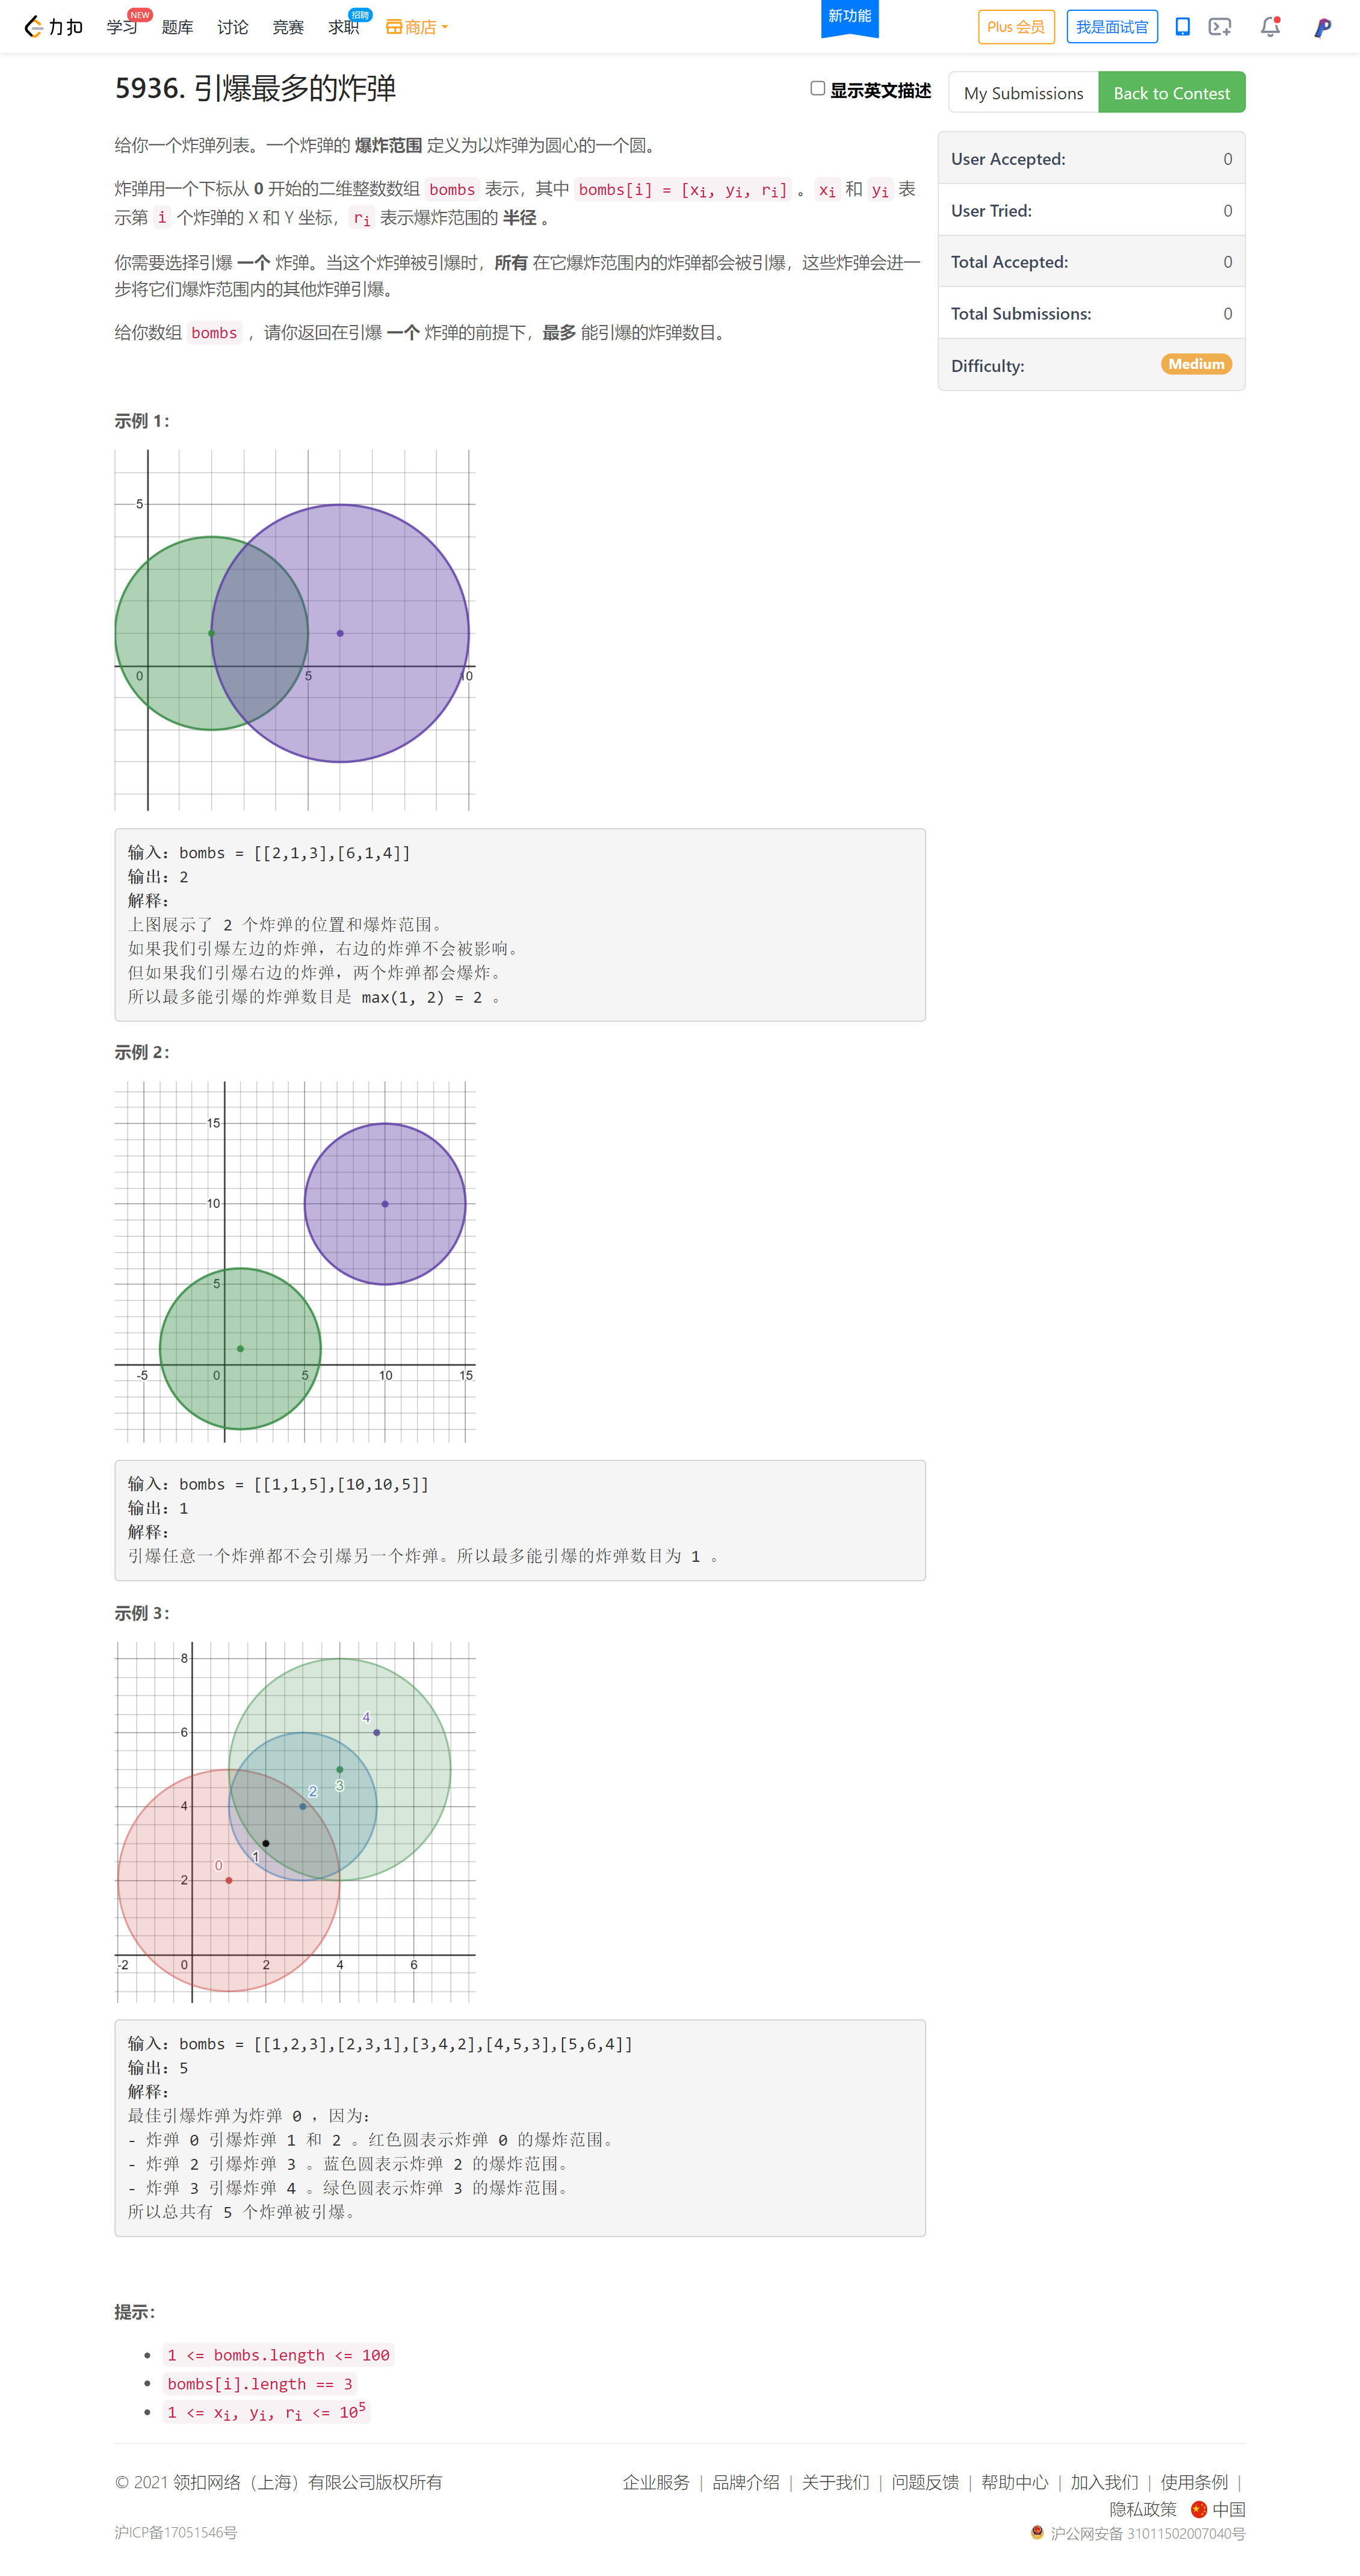 力扣 学习 NEW 题库 讨论 竞赛 求职 招聘 商店 新功能 Plus 会员 我是面试官
5936. 引爆最多的炸弹
显示英文描述 My Submissions Back to Contest
给你一个炸弹列表。一个炸弹的 爆炸范围 定义为以炸弹为圆心的一个圆。
炸弹用一个下标从 0 开始的二维整数数组 bombs 表示，其中 bombs[i] = [xi, yi, ri] 。xi 和 yi 表
示第 i 个炸弹的 X 和 Y 坐标，ri 表示爆炸范围的 半径 。
你需要选择引爆 一个 炸弹。当这个炸弹被引爆时，所有 在它爆炸范围内的炸弹都会被引爆，这些炸弹会进一
步将它们爆炸范围内的其他炸弹引爆。
给你数组 bombs ，请你返回在引爆 一个 炸弹的前提下，最多 能引爆的炸弹数目。
User Accepted: 0
User Tried: 0
Total Accepted: 0
Total Submissions: 0
Difficulty: Medium
示例 1：
5
0 5 10
输入：bombs = [[2,1,3],[6,1,4]]
输出：2
解释：
上图展示了 2 个炸弹的位置和爆炸范围。
如果我们引爆左边的炸弹，右边的炸弹不会被影响。
但如果我们引爆右边的炸弹，两个炸弹都会爆炸。
所以最多能引爆的炸弹数目是 max(1, 2) = 2 。
示例 2：
15
10
5
-5 0 5 10 15
输入：bombs = [[1,1,5],[10,10,5]]
输出：1
解释：
引爆任意一个炸弹都不会引爆另一个炸弹。所以最多能引爆的炸弹数目为 1 。
示例 3：
8
4
6
3
2
4
1
0
2
-2 0 2 4 6
输入：bombs = [[1,2,3],[2,3,1],[3,4,2],[4,5,3],[5,6,4]]
输出：5
解释：
最佳引爆炸弹为炸弹 0 ，因为：
- 炸弹 0 引爆炸弹 1 和 2 。红色圆表示炸弹 0 的爆炸范围。
- 炸弹 2 引爆炸弹 3 。蓝色圆表示炸弹 2 的爆炸范围。
- 炸弹 3 引爆炸弹 4 。绿色圆表示炸弹 3 的爆炸范围。
所以总共有 5 个炸弹被引爆。
提示：
1 <= bombs.length <= 100
bombs[i].length == 3
1 <= xi, yi, ri <= 10^5
© 2021 领扣网络（上海）有限公司版权所有
企业服务 | 品牌介绍 | 关于我们 | 问题反馈 | 帮助中心 | 加入我们 | 使用条例 |
隐私政策 中国
沪ICP备17051546号
沪公网安备 31011502007040号